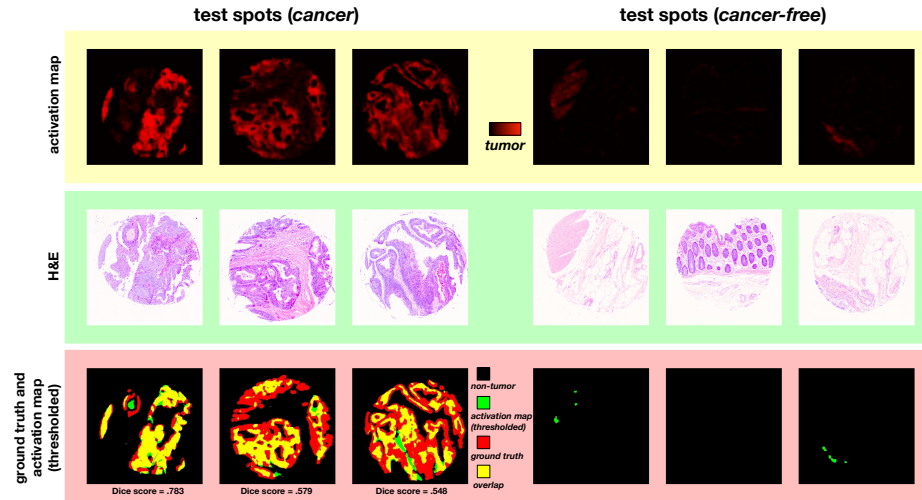 test spots (cancer)
test spots (cancer-free)
activation map
tumor
H&E
ground truth and
activation map
(thresholded)
non-tumor
activation map
(thresholded)
ground truth
overlap
Dice score = .783
Dice score = .579
Dice score = .548